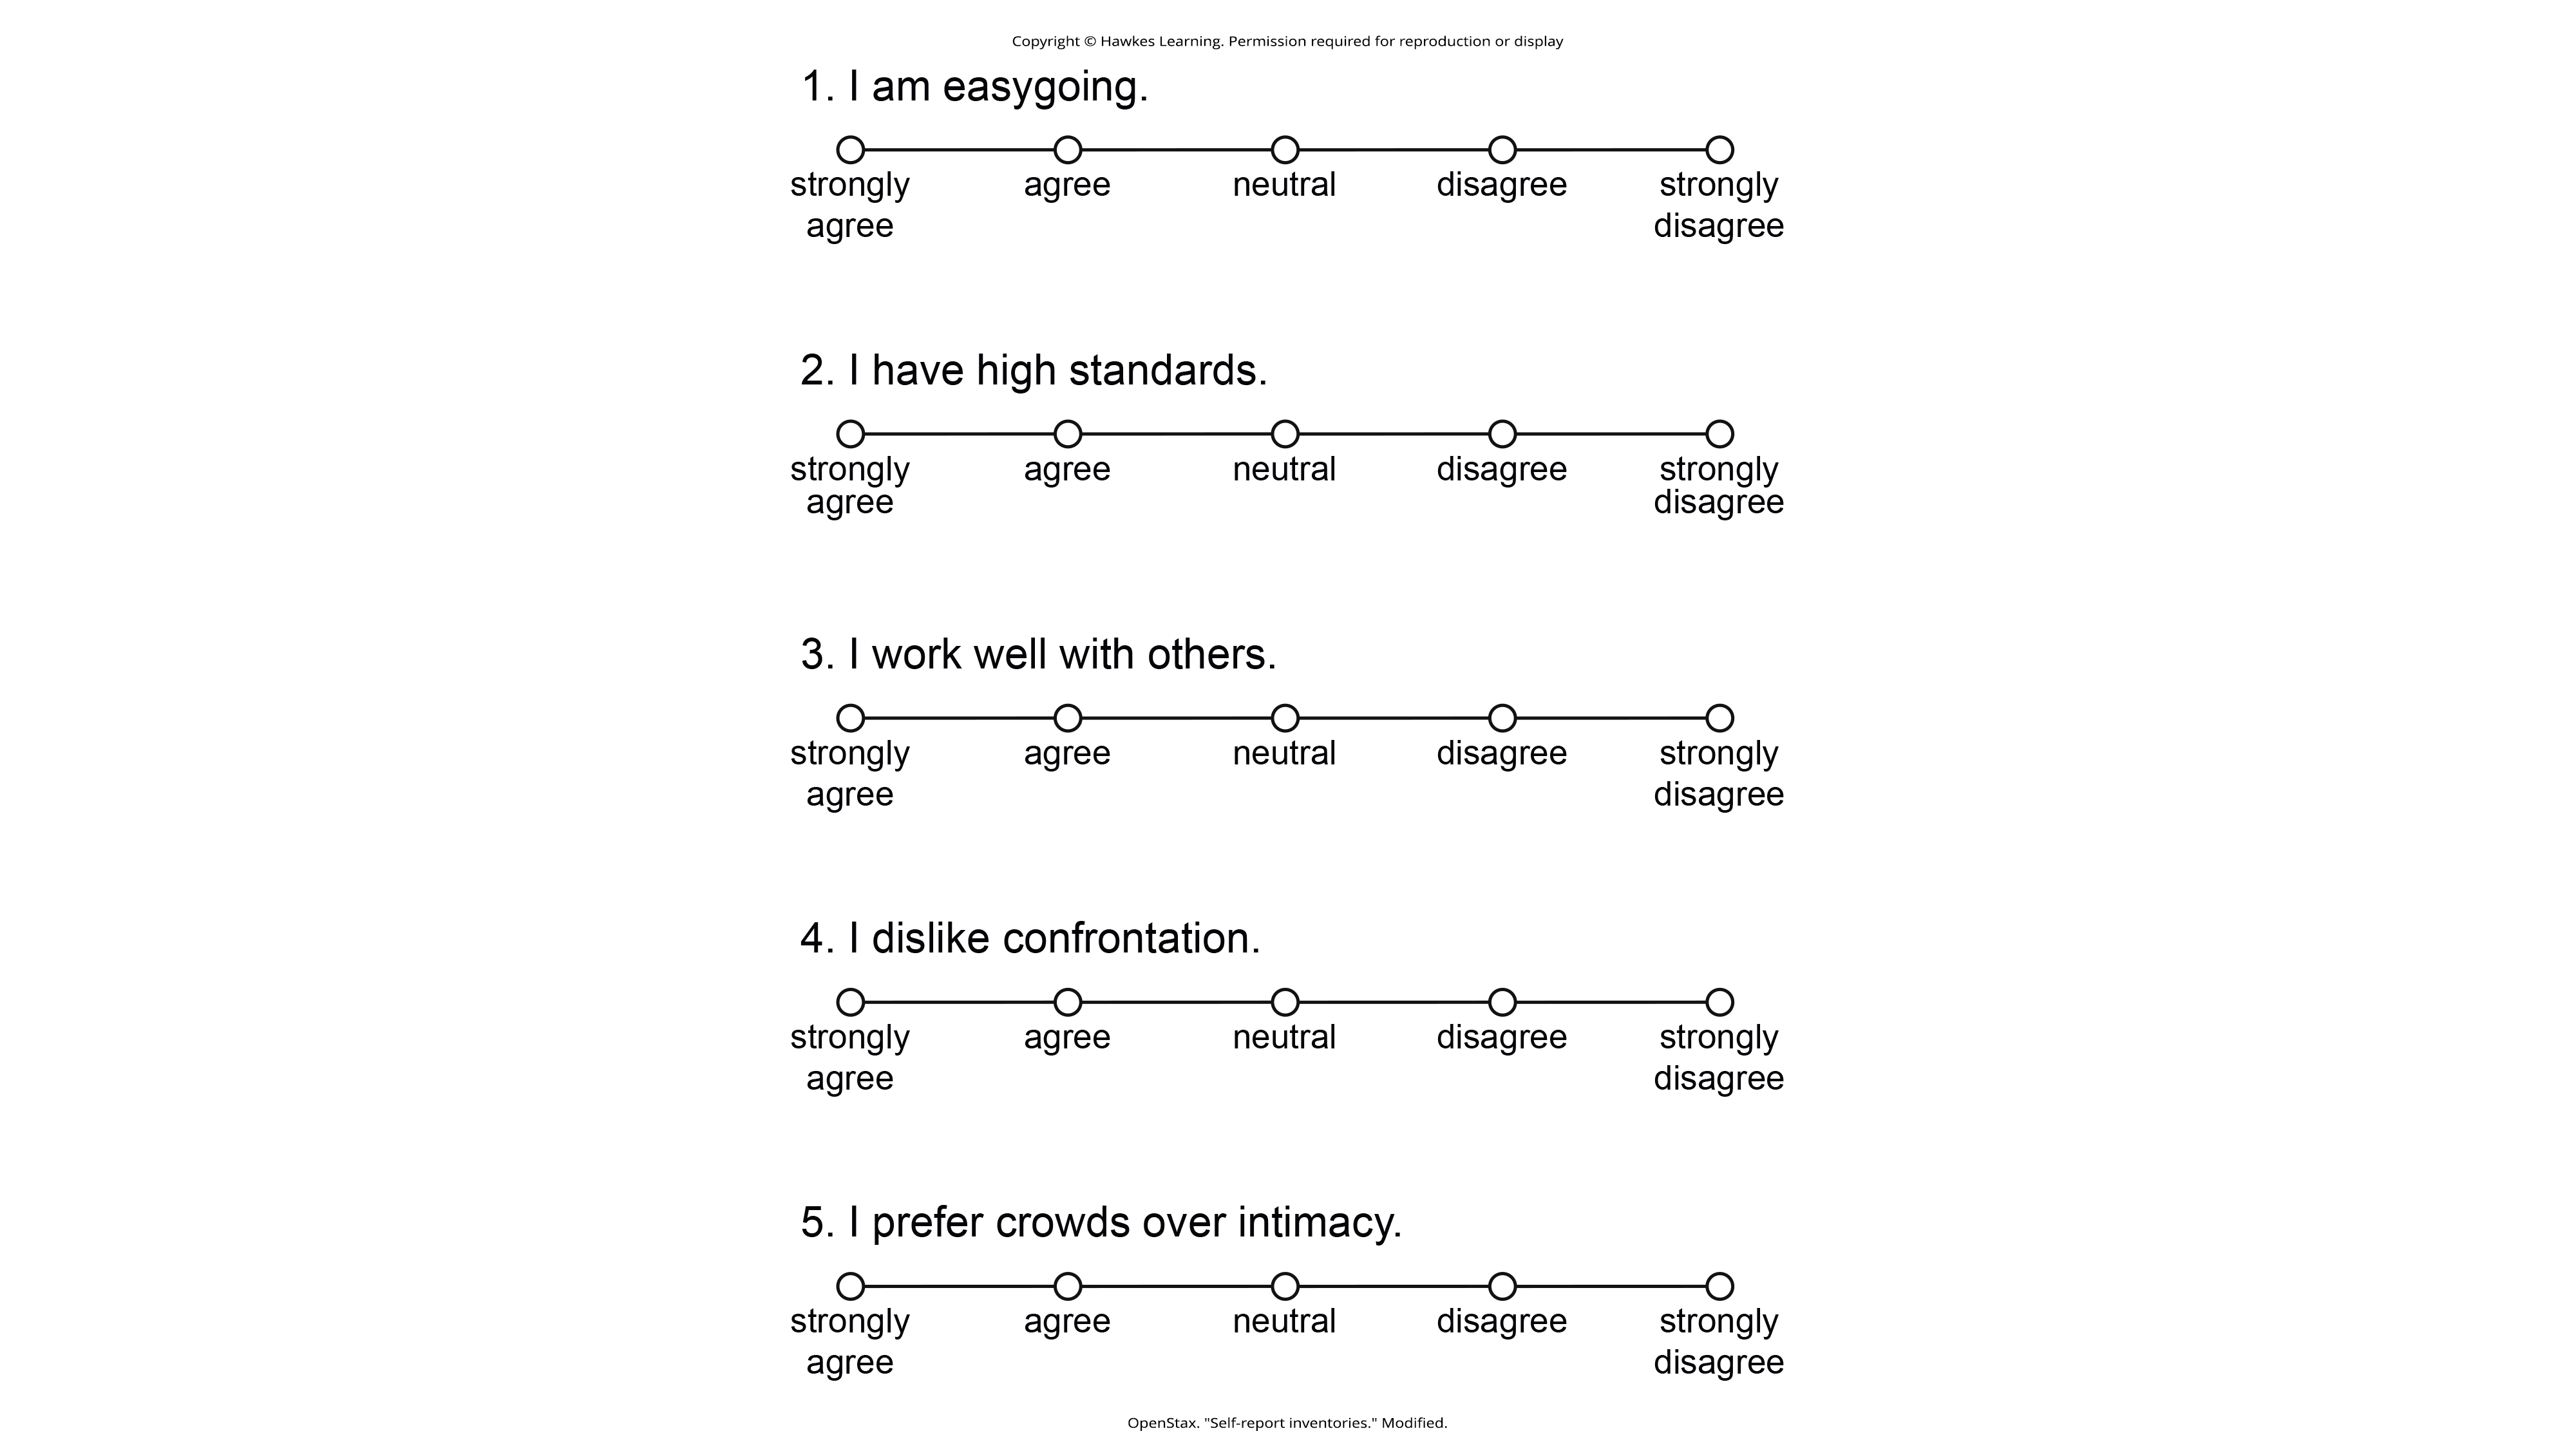 Copyright © Hawkes Learning. Permission required for reproduction or display
1. I am easygoing.
strongly agree agree neutral disagree strongly disagree
2. I have high standards.
strongly agree agree neutral disagree strongly disagree
3. I work well with others.
strongly agree agree neutral disagree strongly disagree
4. I dislike confrontation.
strongly agree agree neutral disagree strongly disagree
5. I prefer crowds over intimacy.
strongly agree agree neutral disagree strongly disagree
OpenStax. "Self-report inventories." Modified.